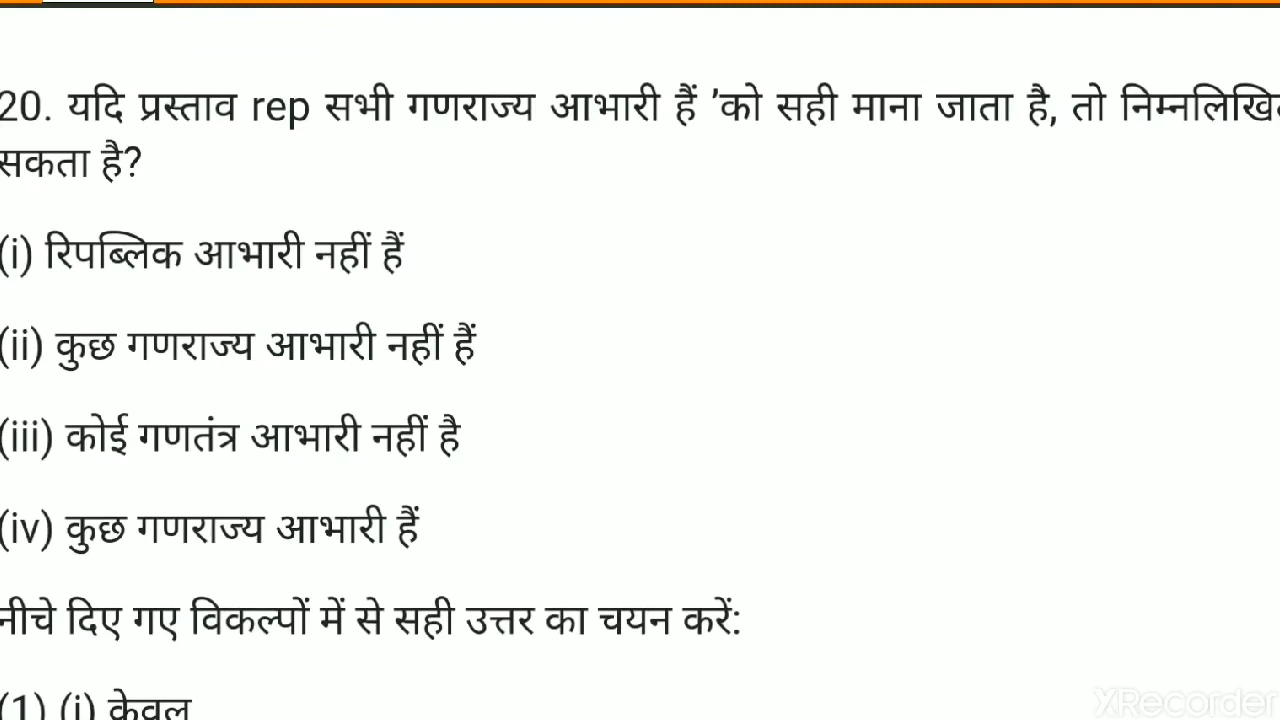 20. यदि प्रस्ताव rep सभी गणराज्य आभारी हैं 'को सही माना जाता है, तो
सकता है?
(i) रिपब्लिक आभारी नहीं हैं
(ii) कुछ गणराज्य आभारी नहीं हैं
(iii) कोई गणतंत्र आभारी नहीं है
(iv) कुछ गणराज्य आभारी हैं
नीचे दिए गए विकल्पों में से सही उत्तर का चयन करें:
(1) (i) केवल
XRecorder